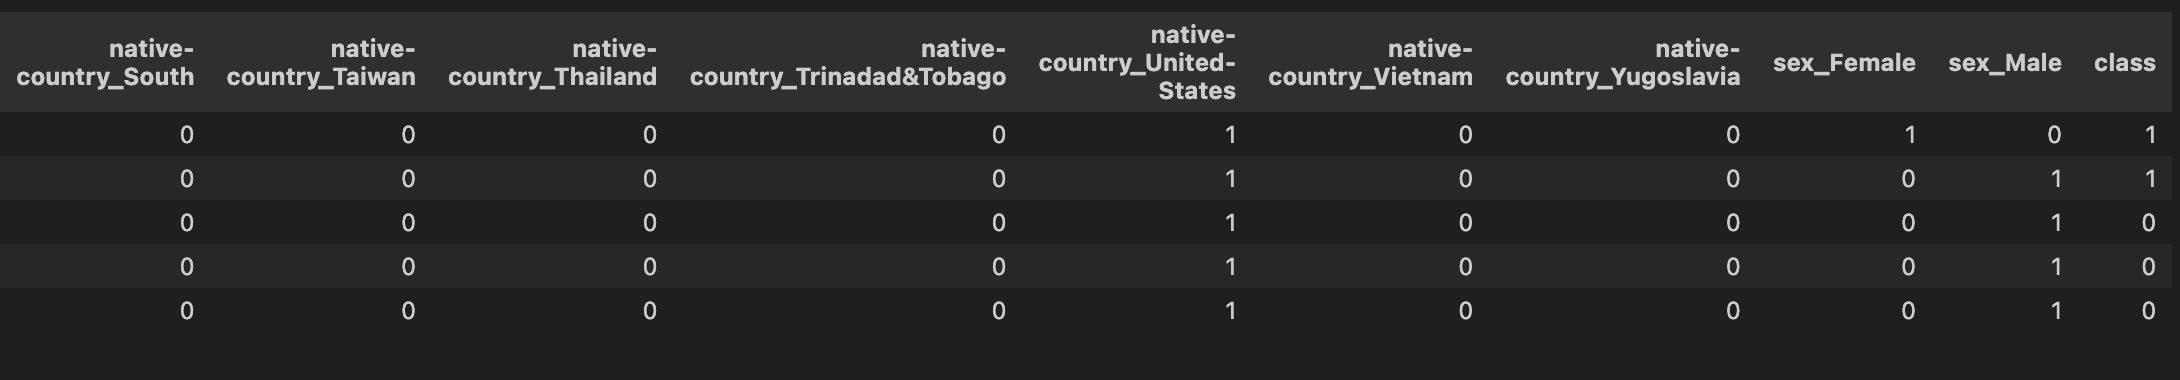 native-country_South native-country_Taiwan native-country_Thailand native-country_Trinadad&Tobago native-country_United-States native-country_Vietnam native-country_Yugoslavia sex_Female sex_Male class
0 0 0 0 1 0 0 1 0 1
0 0 0 0 1 0 0 0 1 1
0 0 0 0 1 0 0 0 1 0
0 0 0 0 1 0 0 0 1 0
0 0 0 0 1 0 0 0 1 0